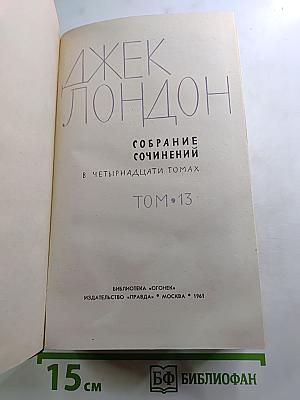 ДЖЕК
ЛОНДОН
СОБРАНИЕ
СОЧИНЕНИЙ
В ЧЕТЫРНАДЦАТИ ТОМАХ
ТОМ • 13
БИБЛИОТЕКА «ОГОНЕК»
ИЗДАТЕЛЬСТВО «ПРАВДА» • МОСКВА • 1961
15 см
БФ БИБЛИОФАН